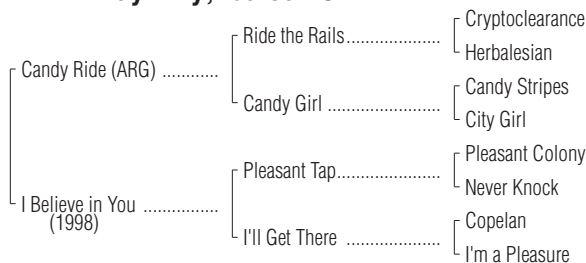 Cryptoclearance
Ride the Rails
Herbalesian
Candy Ride (ARG)
Candy Stripes
Candy Girl
City Girl
Pleasant Colony
Pleasant Tap
Never Knock
I Believe in You
(1998)
Copelan
I'll Get There
I'm a Pleasure